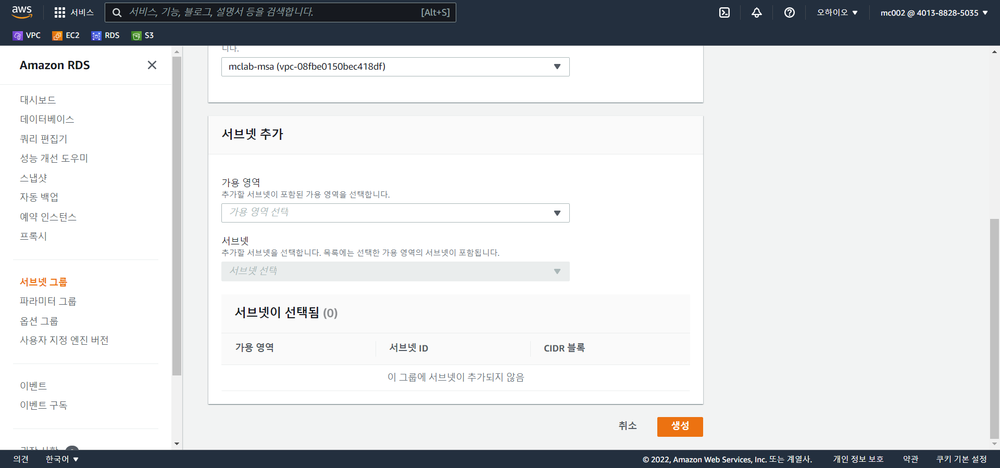 aws
서비스
서비스, 기능, 블로그, 설명서 등을 검색합니다.
[Alt+S]
오하이오
mc002 @ 4013-8828-5035
VPC
EC2
RDS
S3
Amazon RDS
대시보드
데이터베이스
쿼리 편집기
성능 개선 도우미
스냅샷
자동 백업
예약 인스턴스
프록시
서브넷 그룹
파라미터 그룹
옵션 그룹
사용자 지정 엔진 버전
이벤트
이벤트 구독
니다.
mclab-msa (vpc-08fbe0150bec418df)
서브넷 추가
가용 영역
추가할 서브넷이 포함된 가용 영역을 선택합니다.
가용 영역 선택
서브넷
추가할 서브넷을 선택합니다. 목록에는 선택한 가용 영역의 서브넷이 포함됩니다.
서브넷 선택
서브넷이 선택됨 (0)
가용 영역
서브넷 ID
CIDR 블록
이 그룹에 서브넷이 추가되지 않음
취소
생성
의견
한국어
© 2022, Amazon Web Services, Inc. 또는 계열사.
개인 정보 보호
약관
쿠키 기본 설정